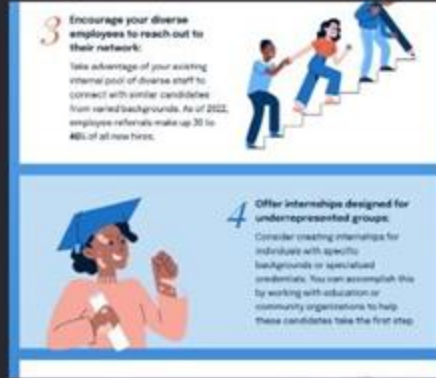 3
Encourage your diverse
employees to reach out to
their network:
Take advantage of your existing
internal pool of diverse staff to
connect with similar candidates
from varied backgrounds. As of 2022,
employee referrals make up 30 to
40% of all new hires.
4
Offer internships designed for
underrepresented groups:
Consider creating internships for
individuals with specific
backgrounds or specialized
credentials. You can accomplish this
by working with education or
community organizations to help
these candidates take the first step.